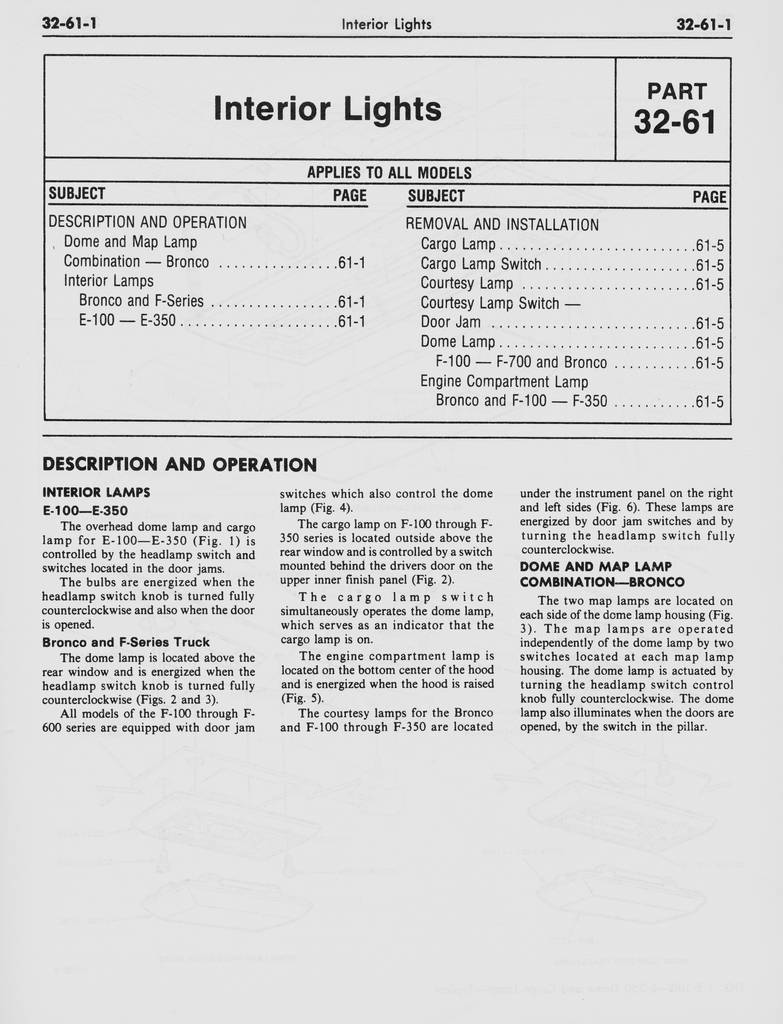 32-61-1 Interior Lights 32-61-1
Interior Lights
PART
32-61
APPLIES TO ALL MODELS
SUBJECT PAGE
DESCRIPTION AND OPERATION
Dome and Map Lamp
Combination — Bronco ................61-1
Interior Lamps
Bronco and F-Series .................61-1
E-100 — E-350.....................61-1
SUBJECT PAGE
REMOVAL AND INSTALLATION
Cargo Lamp..........................61-5
Cargo Lamp Switch....................61-5
Courtesy Lamp .......................61-5
Courtesy Lamp Switch —
Door Jam ...........................61-5
Dome Lamp..........................61-5
F-100 — F-700 and Bronco ...........61-5
Engine Compartment Lamp
Bronco and F-100 — F-350 ...........61-5
DESCRIPTION AND OPERATION
INTERIOR LAMPS
E-100—E-350
The overhead dome lamp and cargo
lamp for E-100—E-350 (Fig. 1) is
controlled by the headlamp switch and
switches located in the door jams.
The bulbs are energized when the
headlamp switch knob is turned fully
counterclockwise and also when the door
is opened.
Bronco and F-Series Truck
The dome lamp is located above the
rear window and is energized when the
headlamp switch knob is turned fully
counterclockwise (Figs. 2 and 3).
All models of the F-100 through F-
600 series are equipped with door jam
switches which also control the dome
lamp (Fig. 4).
The cargo lamp on F-100 through F-
350 series is located outside above the
rear window and is controlled by a switch
mounted behind the drivers door on the
upper inner finish panel (Fig. 2).
The cargo lamp switch
simultaneously operates the dome lamp,
which serves as an indicator that the
cargo lamp is on.
The engine compartment lamp is
located on the bottom center of the hood
and is energized when the hood is raised
(Fig. 5).
The courtesy lamps for the Bronco
and F-100 through F-350 are located
under the instrument panel on the right
and left sides (Fig. 6). These lamps are
energized by door jam switches and by
turning the headlamp switch fully
counterclockwise.
DOME AND MAP LAMP
COMBINATION—BRONCO
The two map lamps are located on
each side of the dome lamp housing (Fig.
3). The map lamps are operated
independently of the dome lamp by two
switches located at each map lamp
housing. The dome lamp is actuated by
turning the headlamp switch control
knob fully counterclockwise. The dome
lamp also illuminates when the doors are
opened, by the switch in the pillar.